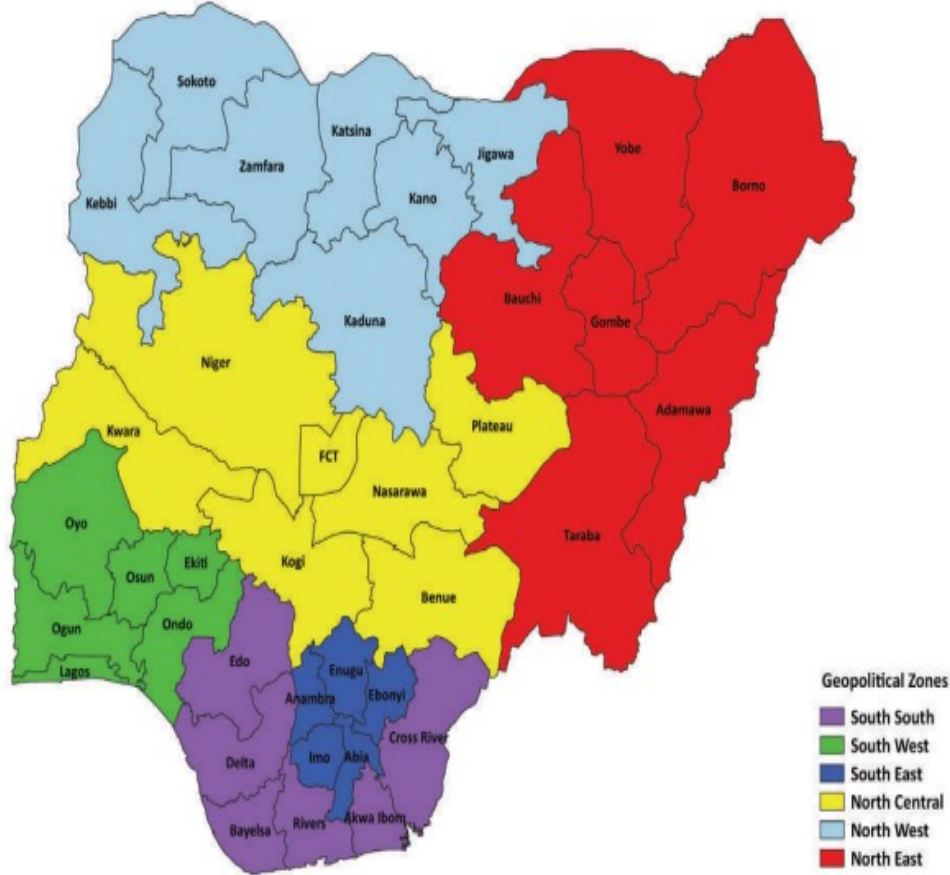 Sokoto
Katsina
Zamfara
Jigawa
Yobe
Borno
Kebbi
Kano
Bauchi
Gombe
Kaduna
Niger
Adamawa
Plateau
Kwara
FCT
Nasarawa
Oyo
Taraba
Kogi
Ekiti
Osun
Benue
Ogun
Ondo
Edo
Enugu
Lagos
Anambra
Ebonyi
Cross River
Delta
Imo
Abia
Bayelsa
Rivers
Akwa Ibom
Geopolitical Zones
South South
South West
South East
North Central
North West
North East